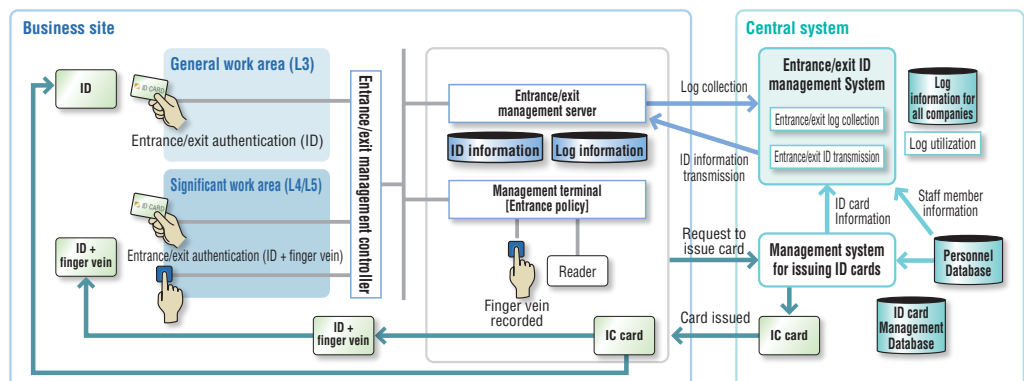 Business site
General work area (L3)
ID
ID CARD
Entrance/exit authentication (ID)
Significant work area (L4/L5)
ID CARD
ID +
finger vein
Entrance/exit authentication (ID + finger vein)
Entrance/exit management controller
Entrance/exit
management server
ID information
Log information
Management terminal
[Entrance policy]
Reader
Finger vein
recorded
ID +
finger vein
IC card
Log collection
ID information
transmission
Request to
issue card
Card issued
Central system
Entrance/exit ID
management System
Entrance/exit log collection
Entrance/exit ID transmission
Log
information for
all companies
Log utilization
ID card
Information
Staff member
information
Management system
for issuing ID cards
Personnel
Database
IC card
ID card
Management
Database